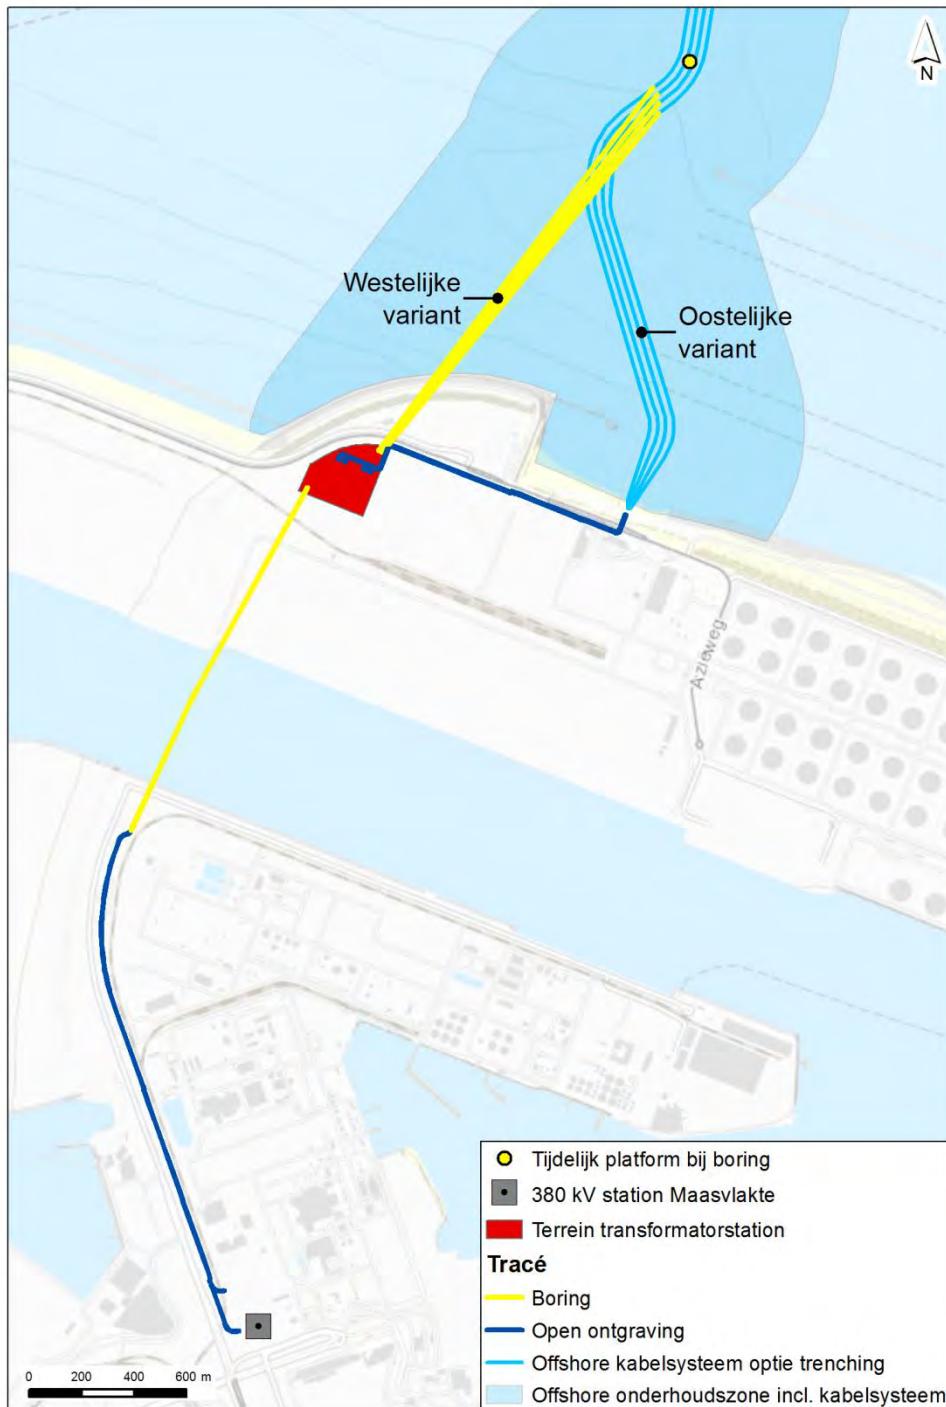 N
Westelijke
variant
Oostelijke
variant
Azieweg
Tijdelijk platform bij boring
380 kV station Maasvlakte
Terrein transformatorstation
Tracé
Boring
Open ontgraving
Offshore kabelsysteem optie trenching
Offshore onderhoudszone incl. kabelsysteem
0 200 400 600 m